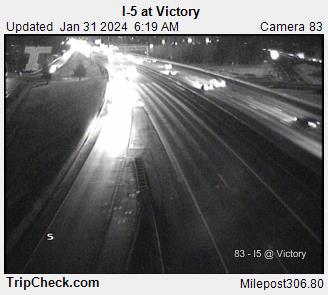 I-5 at Victory
Updated Jan 31 2024 6:19 AM Camera 83
S
83 - I5 @ Victory
TripCheck.com Milepost306.80